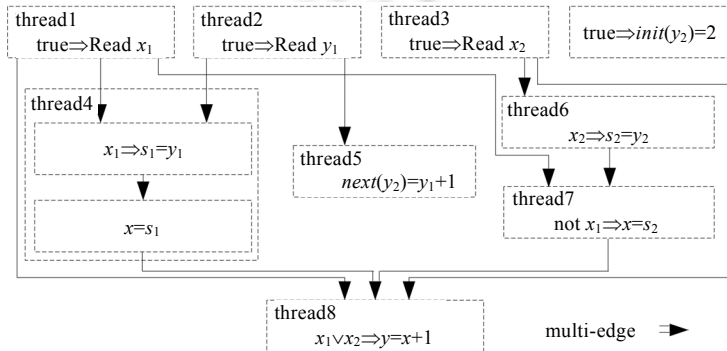 thread1
true⇒Read x₁
thread2
true⇒Read y₁
thread3
true⇒Read x₂
true⇒init(y₂)=2
thread4
x₁⇒s₁=y₁
x=s₁
thread5
next(y₂)=y₁+1
thread6
x₂⇒s₂=y₂
thread7
not x₁⇒x=s₂
thread8
x₁∨x₂⇒y=x+1
multi-edge